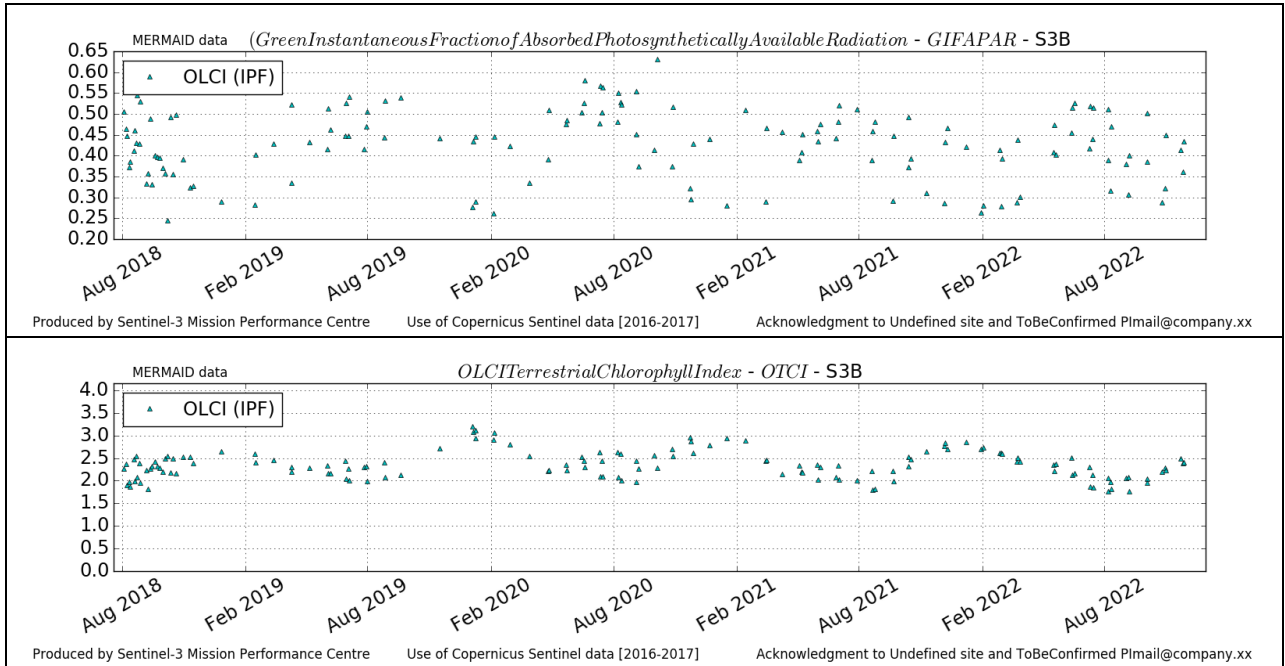 MERMAID data (GreenInstantaneousFractionofAbsorbedPhotosyntheticallyAvailableRadiation - GIFAPAR - S3B
0.65
0.60
0.55
0.50
0.45
0.40
0.35
0.30
0.25
0.20
OLCI (IPF)
Aug 2018 Feb 2019 Aug 2019 Feb 2020 Aug 2020 Feb 2021 Aug 2021 Feb 2022 Aug 2022
Produced by Sentinel-3 Mission Performance Centre Use of Copernicus Sentinel data [2016-2017] Acknowledgment to Undefined site and ToBeConfirmed PImail@company.xx
MERMAID data OLCITerrestrialChlorophyllIndex - OTCI - S3B
4.0
3.5
3.0
2.5
2.0
1.5
1.0
0.5
0.0
OLCI (IPF)
Aug 2018 Feb 2019 Aug 2019 Feb 2020 Aug 2020 Feb 2021 Aug 2021 Feb 2022 Aug 2022
Produced by Sentinel-3 Mission Performance Centre Use of Copernicus Sentinel data [2016-2017] Acknowledgment to Undefined site and ToBeConfirmed PImail@company.xx